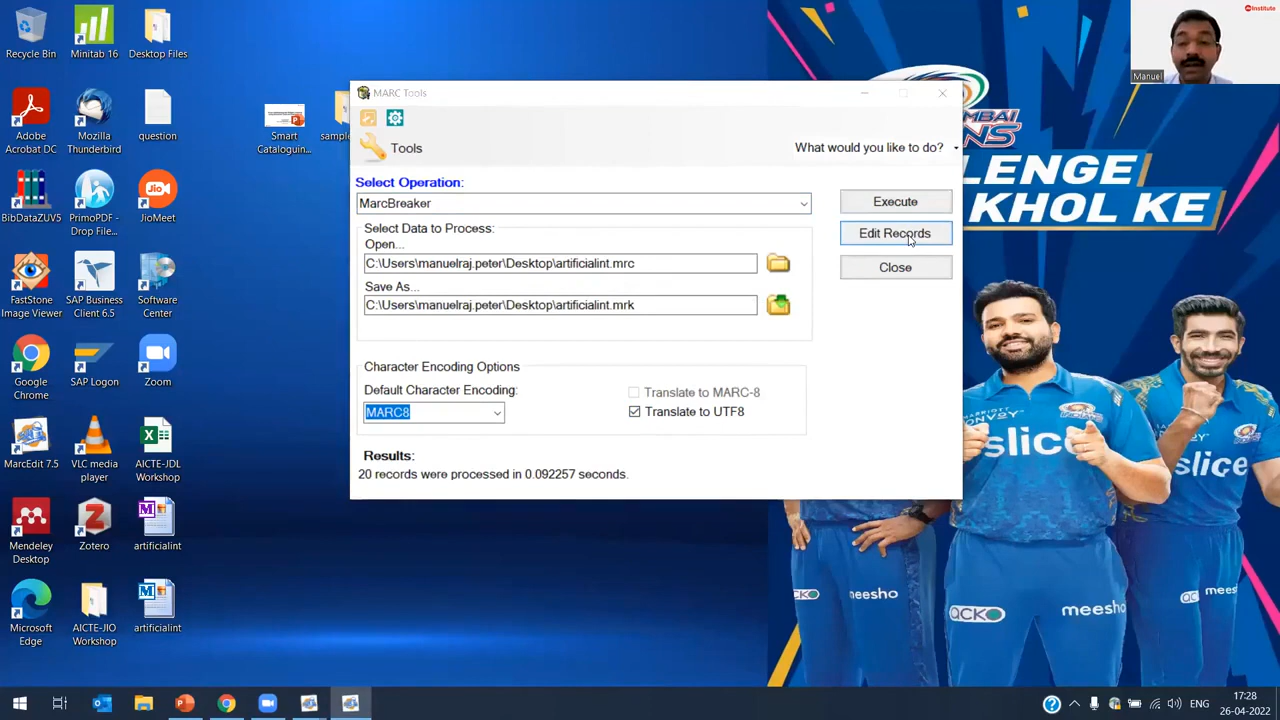 Recycle Bin
Minitab 16
Desktop Files
Adobe
Acrobat DC
Mozilla
Thunderbird
question
Smart
Cataloguin...
sample
BibDataZUV5
PrimoPDF -
Drop File...
JioMeet
FastStone
Image Viewer
SAP Business
Client 6.5
Software
Center
Google
Chrome
SAP Logon
Zoom
MarcEdit 7.5
VLC media
player
AICTE-JDL
Workshop
Mendeley
Desktop
Zotero
artificialint
Microsoft
Edge
AICTE-JIO
Workshop
artificialint
MARC Tools
Tools
What would you like to do?
Select Operation:
MarcBreaker
Execute
Select Data to Process:
Edit Records
Open...
C:\Users\manuelraj.peter\Desktop\artificialint.mrc
Close
Save As...
C:\Users\manuelraj.peter\Desktop\artificialint.mrk
Character Encoding Options
Default Character Encoding:
MARC8
Translate to MARC-8
Translate to UTF8
Results:
20 records were processed in 0.092257 seconds.
Institute
Manuel
LENGE
KHOL KE
slice
slice
ACKO
meesho
ACKO
meesho
meesh
ENG
17:28
26-04-2022